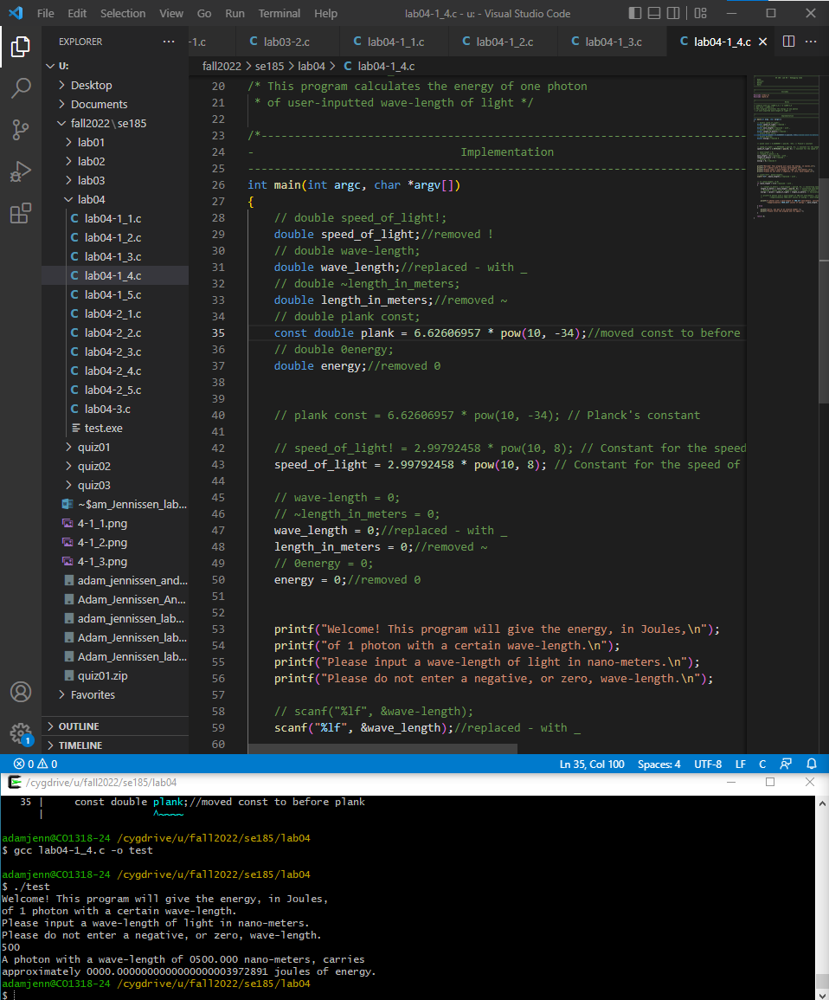 File Edit Selection View Go Run Terminal Help lab04-1_4.c - u: - Visual Studio Code
EXPLORER ···
U:
Desktop
Documents
fall2022\se185
lab01
lab02
lab03
lab04
C lab04-1_1.c
C lab04-1_2.c
C lab04-1_3.c
C lab04-1_4.c
C lab04-1_5.c
C lab04-2_1.c
C lab04-2_2.c
C lab04-2_3.c
C lab04-2_4.c
C lab04-2_5.c
C lab04-3.c
test.exe
quiz01
quiz02
quiz03
~$am_Jennissen_lab...
4-1_1.png
4-1_2.png
4-1_3.png
adam_jennissen_and...
Adam_Jennissen_An...
adam_jennissen_lab...
Adam_Jennissen_lab...
Adam_Jennissen_lab...
quiz01.zip
Favorites
OUTLINE
TIMELINE
1
-1.c C lab03-2.c C lab04-1_1.c C lab04-1_2.c C lab04-1_3.c C lab04-1_4.c ···
fall2022 > se185 > lab04 > C lab04-1_4.c
20 /* This program calculates the energy of one photon
21 * of user-inputted wave-length of light */
22
23 /*-------------------------------------------------------------------------
24 - Implementation
25 ---------------------------------------------------------------------------
26 int main(int argc, char *argv[])
27 {
28 // double speed_of_light!;
29 double speed_of_light;//removed !
30 // double wave-length;
31 double wave_length;//replaced - with _
32 // double ~length_in_meters;
33 double length_in_meters;//removed ~
34 // double plank const;
35 const double plank = 6.62606957 * pow(10, -34);//moved const to before
36 // double 0energy;
37 double energy;//removed 0
38
39
40 // plank const = 6.62606957 * pow(10, -34); // Planck's constant
41
42 // speed_of_light! = 2.99792458 * pow(10, 8); // Constant for the speed
43 speed_of_light = 2.99792458 * pow(10, 8); // Constant for the speed of
44
45 // wave-length = 0;
46 // ~length_in_meters = 0;
47 wave_length = 0;//replaced - with _
48 length_in_meters = 0;//removed ~
49 // 0energy = 0;
50 energy = 0;//removed 0
51
52
53 printf("Welcome! This program will give the energy, in Joules,\n");
54 printf("of 1 photon with a certain wave-length.\n");
55 printf("Please input a wave-length of light in nano-meters.\n");
56 printf("Please do not enter a negative, or zero, wave-length.\n");
57
58 // scanf("%lf", &wave-length);
59 scanf("%lf", &wave_length);//replaced - with _
60
0 0 Ln 35, Col 100 Spaces: 4 UTF-8 LF C
/cygdrive/u/fall2022/se185/lab04
35 | const double plank;//moved const to before plank
| ^~~~~
adamjenn@CO1318-24 /cygdrive/u/fall2022/se185/lab04
$ gcc lab04-1_4.c -o test
adamjenn@CO1318-24 /cygdrive/u/fall2022/se185/lab04
$ ./test
Welcome! This program will give the energy, in Joules,
of 1 photon with a certain wave-length.
Please input a wave-length of light in nano-meters.
Please do not enter a negative, or zero, wave-length.
500
A photon with a wave-length of 0500.000 nano-meters, carries
approximately 0000.0000000000000000003972891 joules of energy.
adamjenn@CO1318-24 /cygdrive/u/fall2022/se185/lab04
$